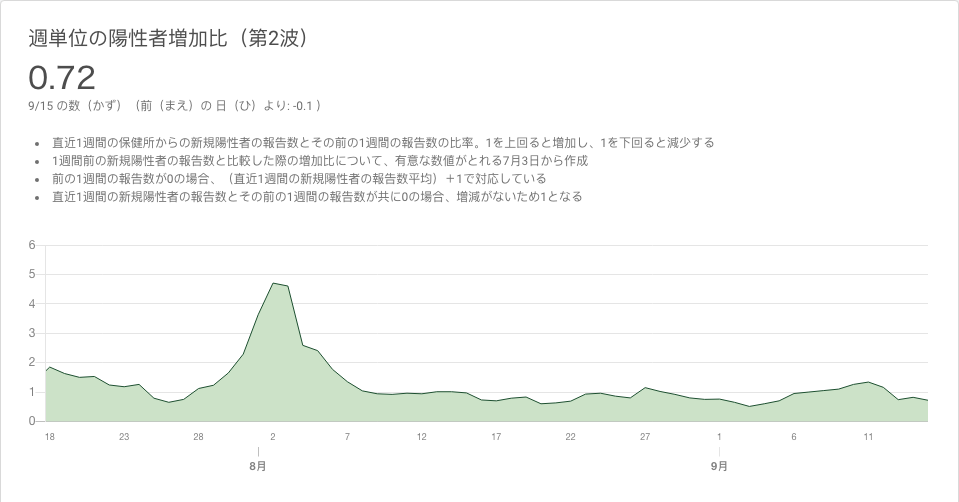 週単位の陽性者増加比（第2波）
0.72
9/15 の数（かず）（前（まえ）の 日（ひ）より: -0.1 ）
• 直近1週間の保健所からの新規陽性者の報告数とその前の1週間の報告数の比率。1を上回ると増加し、1を下回ると減少する
• 1週間前の新規陽性者の報告数と比較した際の増加比について、有意な数値がとれる7月3日から作成
• 前の1週間の報告数が0の場合、（直近1週間の新規陽性者の報告数平均）＋1で対応している
• 直近1週間の新規陽性者の報告数とその前の1週間の報告数が共に0の場合、増減がないため1となる
6
5
4
3
2
1
0
18 23 28 2 7 12 17 22 27 1 6 11
8月 9月